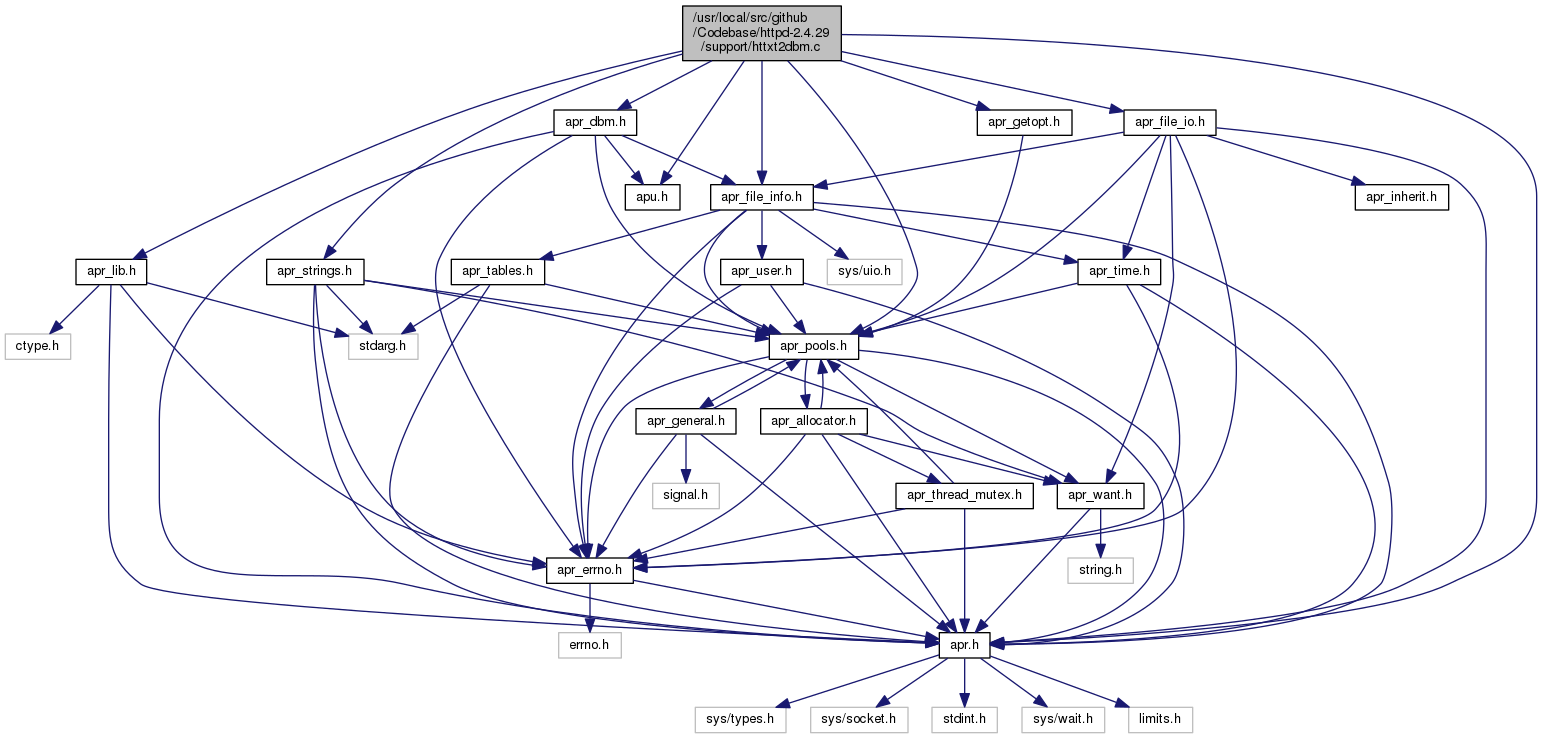 /usr/local/src/github
/Codebase/httpd-2.4.29
/support/httxt2dbm.c
apr_dbm.h
apr_getopt.h
apr_file_io.h
apu.h
apr_file_info.h
apr_inherit.h
apr_lib.h
apr_strings.h
apr_tables.h
apr_user.h
sys/uio.h
apr_time.h
ctype.h
stdarg.h
apr_pools.h
apr_general.h
apr_allocator.h
signal.h
apr_thread_mutex.h
apr_want.h
apr_errno.h
string.h
errno.h
apr.h
sys/types.h
sys/socket.h
stdint.h
sys/wait.h
limits.h